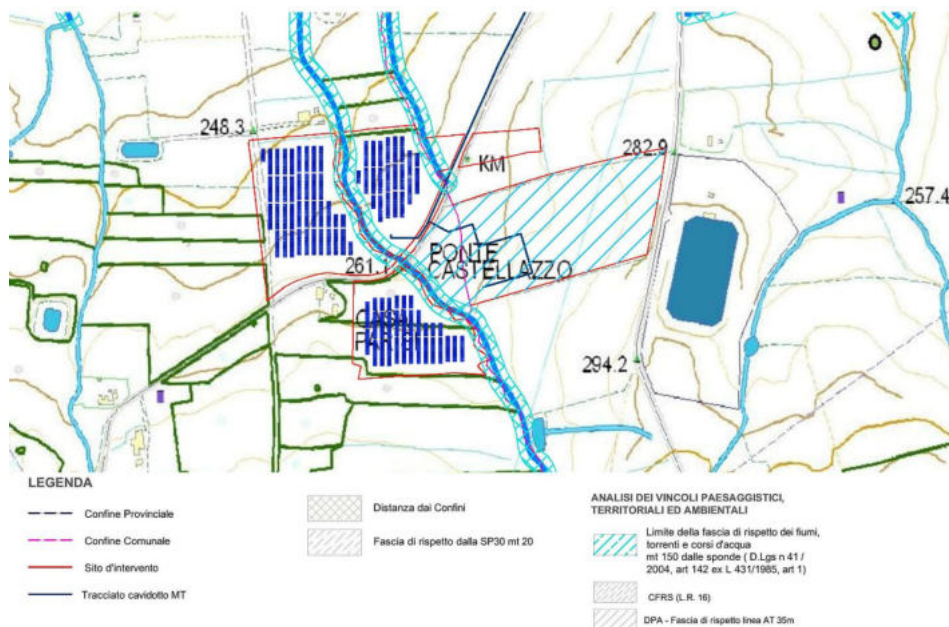 248.3
KM
282.9
257.4
PONTE
CASTELLAZZO
261.1
294.2
LEGENDA
Confine Provinciale
Confine Comunale
Sito d'intervento
Tracciato cavidotto MT
Distanza dai Confini
Fascia di rispetto dalla SP30 mt 20
ANALISI DEI VINCOLI PAESAGGISTICI,
TERRITORIALI ED AMBIENTALI
Limite della fascia di rispetto dei fiumi,
torrenti e corsi d'acqua
mt 150 dalle sponde ( D.Lgs n 41 /
2004, art 142 ex L 431/1985, art 1)
CFRS (L.R. 16)
DPA - Fascia di rispetto linea AT 35m